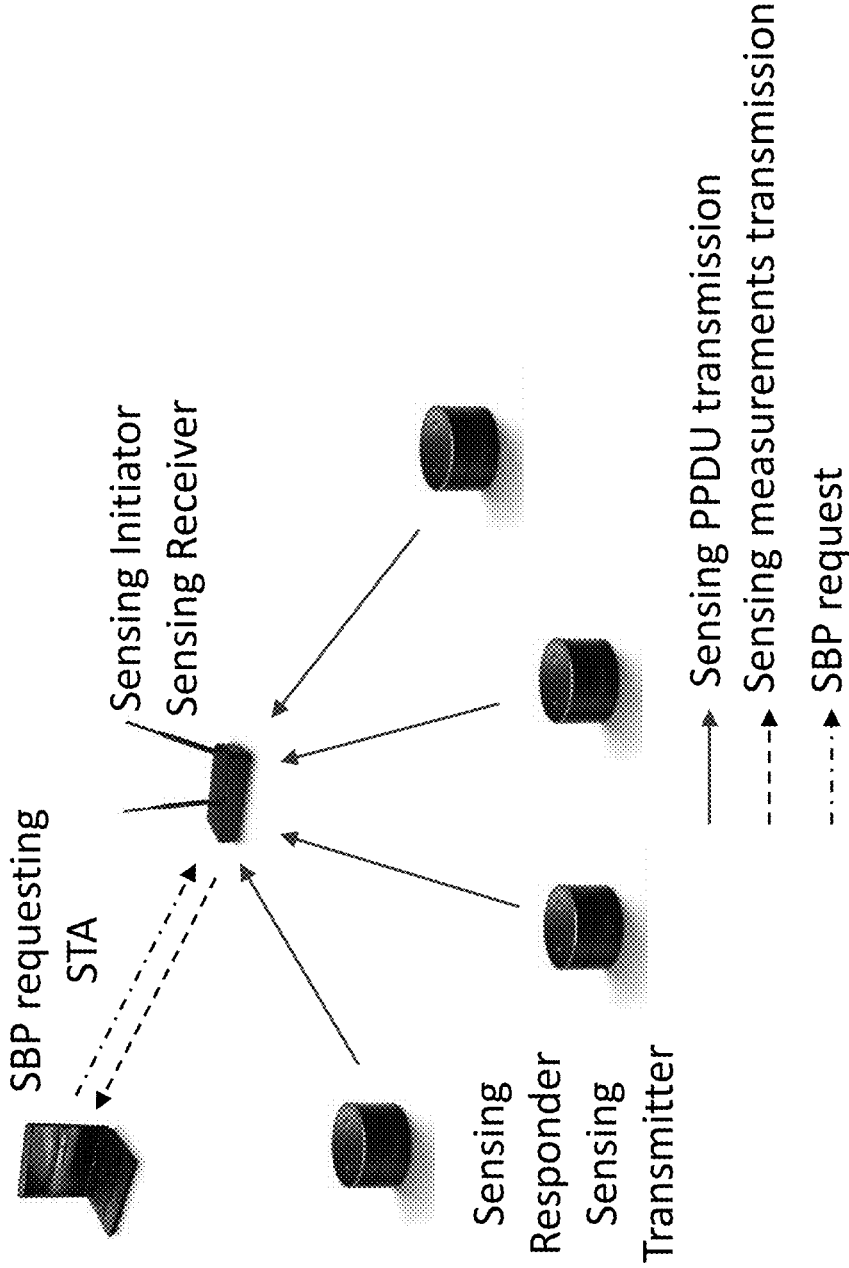 SBP requesting
STA
Sensing Initiator
Sensing Receiver
Sensing
Responder
Sensing
Transmitter
Sensing PPDU transmission
Sensing measurements transmission
SBP request